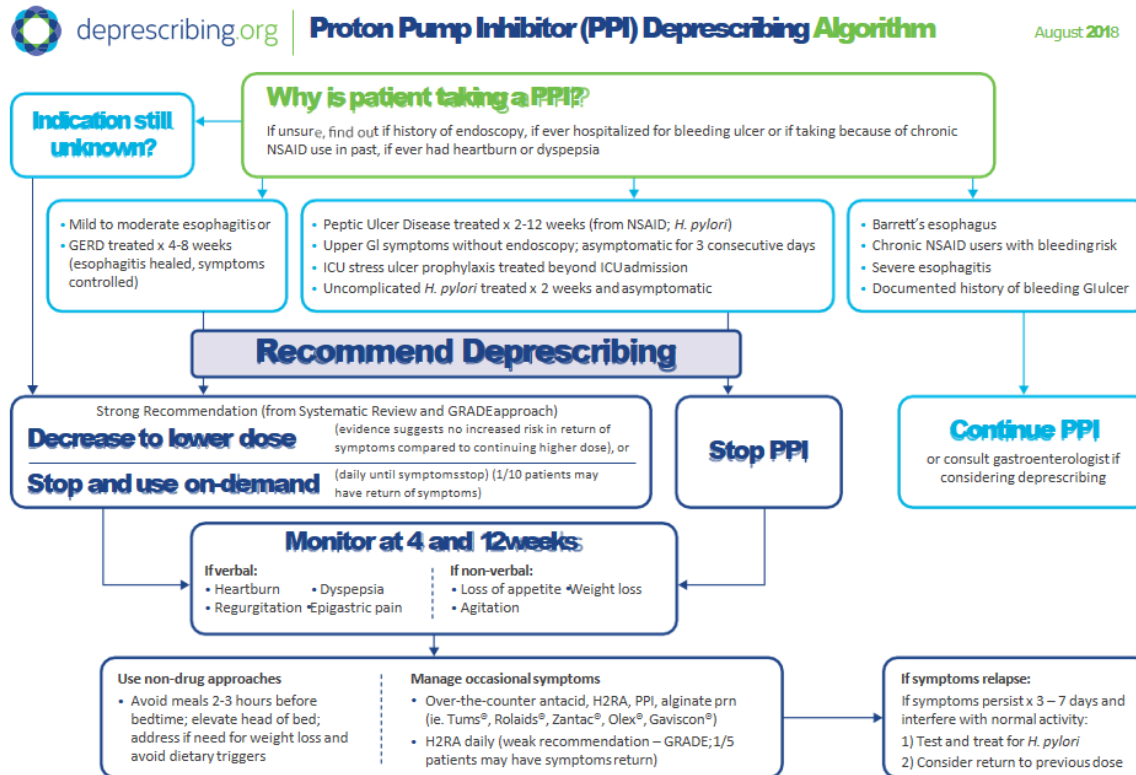 deprescribing.org
Proton Pump Inhibitor (PPI) Deprescribing Algorithm
August 2018
Why is patient taking a PPI?
If unsure, find out if history of endoscopy, if ever hospitalized for bleeding ulcer or if taking because of chronic
NSAID use in past, if ever had heartburn or dyspepsia
Indication still
unknown?
• Mild to moderate esophagitis or
• GERD treated x 4-8 weeks
(esophagitis healed, symptoms
controlled)
• Peptic Ulcer Disease treated x 2-12 weeks (from NSAID; H. pylori)
• Upper GI symptoms without endoscopy; asymptomatic for 3 consecutive days
• ICU stress ulcer prophylaxis treated beyond ICU admission
• Uncomplicated H. pylori treated x 2 weeks and asymptomatic
• Barrett's esophagus
• Chronic NSAID users with bleeding risk
• Severe esophagitis
• Documented history of bleeding GI ulcer
Recommend Deprescribing
Strong Recommendation (from Systematic Review and GRADE approach)
Decrease to lower dose
(evidence suggests no increased risk in return of
symptoms compared to continuing higher dose), or
Stop and use on-demand
(daily until symptoms stop) (1/10 patients may
have return of symptoms)
Stop PPI
Continue PPI
or consult gastroenterologist if
considering deprescribing
Monitor at 4 and 12 weeks
If verbal:
• Heartburn • Dyspepsia
• Regurgitation • Epigastric pain
If non-verbal:
• Loss of appetite • Weight loss
• Agitation
Use non-drug approaches
• Avoid meals 2-3 hours before
bedtime; elevate head of bed;
address if need for weight loss and
avoid dietary triggers
Manage occasional symptoms
• Over-the-counter antacid, H2RA, PPI, alginate prn
(ie. Tums®, Rolaids®, Zantac®, Olex®, Gaviscon®)
• H2RA daily (weak recommendation – GRADE; 1/5
patients may have symptoms return)
If symptoms relapse:
If symptoms persist x 3 – 7 days and
interfere with normal activity:
1) Test and treat for H. pylori
2) Consider return to previous dose